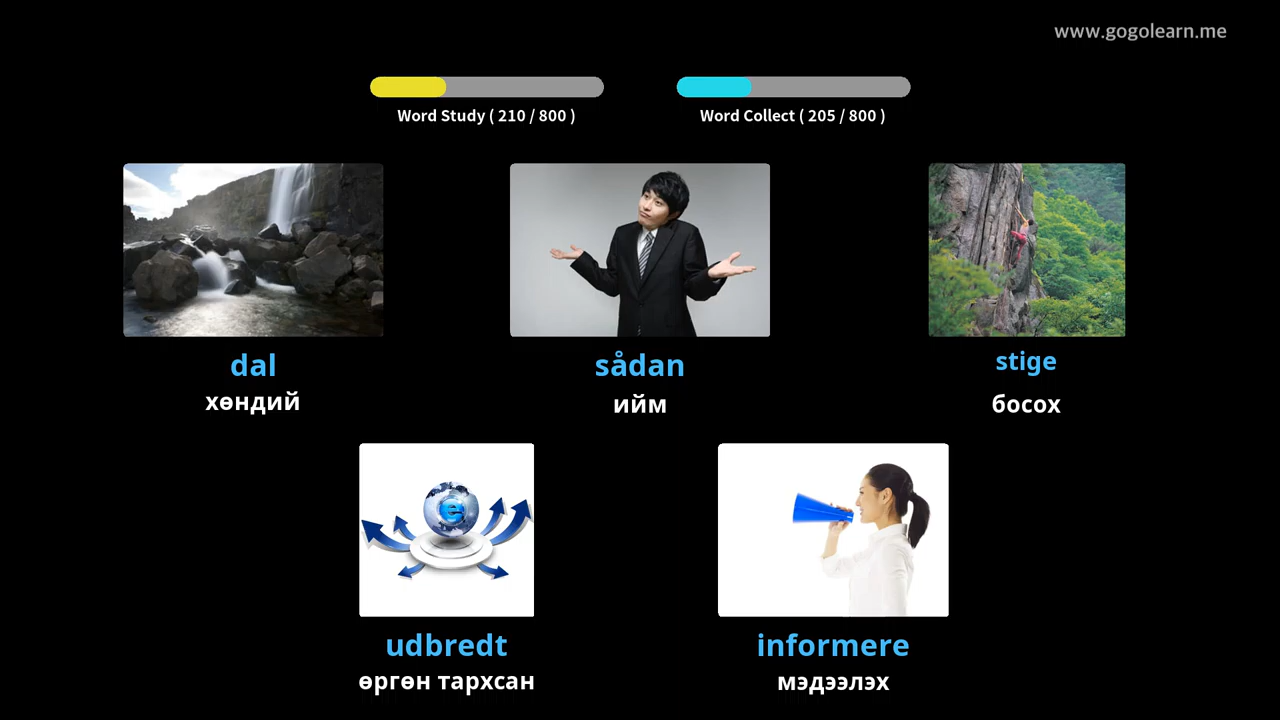 www.gogolearn.me
Word Study ( 210 / 800 )
Word Collect ( 205 / 800 )
dal
хөндий
sådan
ийм
stige
босох
e
udbredt
өргөн тархсан
informere
мэдээлэх